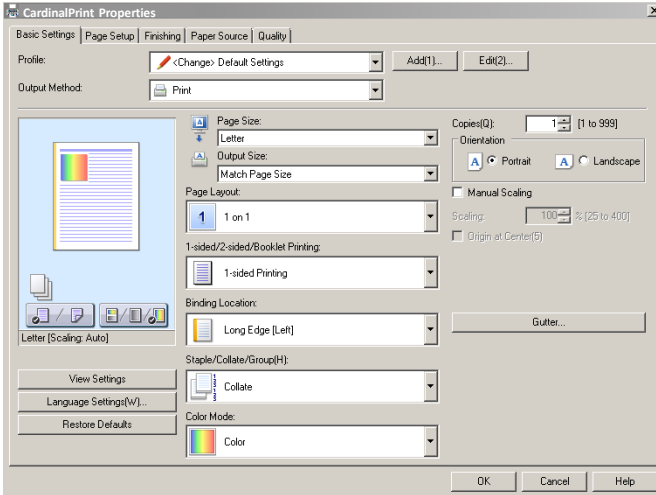 CardinalPrint Properties
Basic Settings Page Setup Finishing Paper Source Quality
Profile: <Change> Default Settings Add(1)... Edit(2)...
Output Method: Print
Page Size:
Letter
Output Size:
Match Page Size
Copies(Q): 1 [1 to 999]
Orientation
A Portrait A Landscape
Manual Scaling
Scaling: 100 % [25 to 400]
Origin at Center(5)
Page Layout:
1 1 on 1
1-sided/2-sided/Booklet Printing:
1-sided Printing
Binding Location:
Long Edge [Left]
Gutter...
Letter [Scaling: Auto]
Staple/Collate/Group(H):
Collate
View Settings
Language Settings(W)...
Restore Defaults
Color Mode:
Color
OK Cancel Help